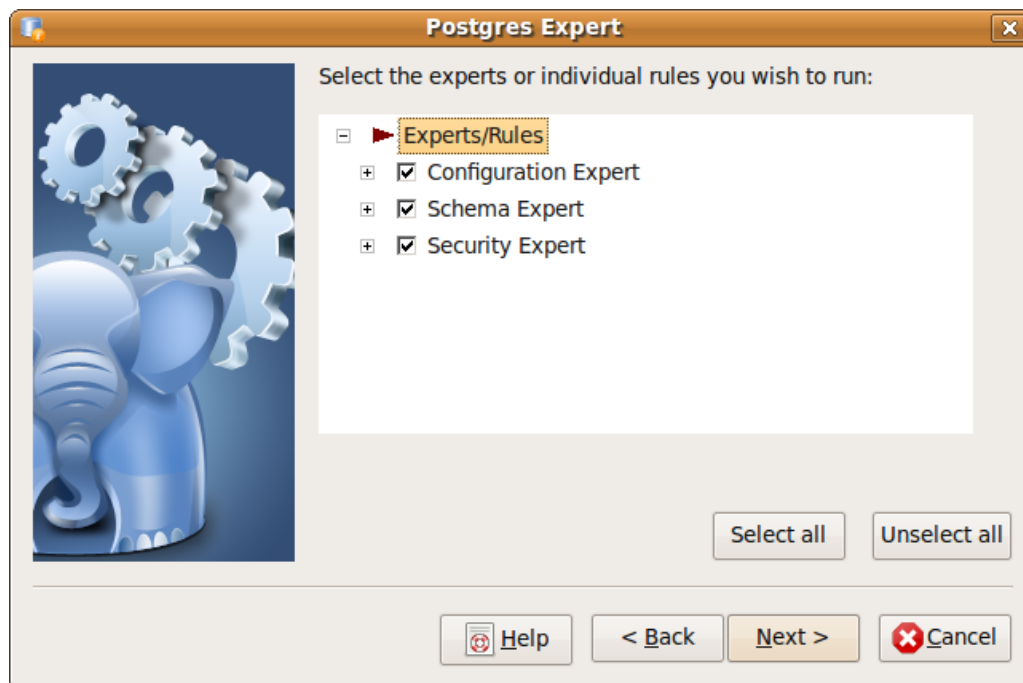 Postgres Expert
Select the experts or individual rules you wish to run:
Experts/Rules
Configuration Expert
Schema Expert
Security Expert
Select all Unselect all
Help < Back Next > Cancel